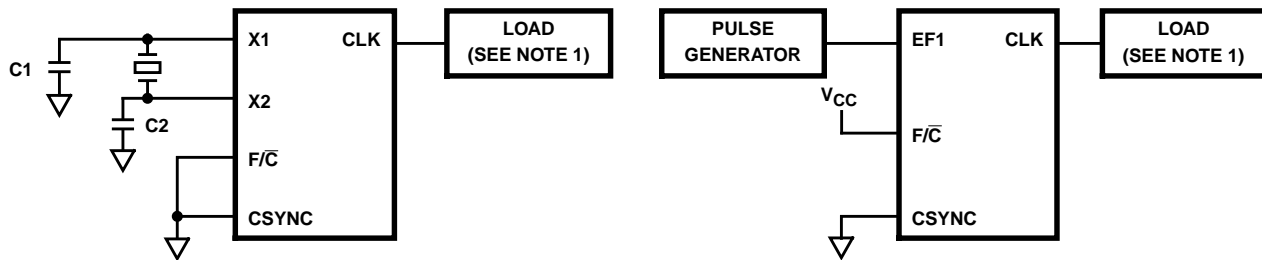 X1
CLK
LOAD
(SEE NOTE 1)
C1
X2
C2
F/C̅
CSYNC
PULSE
GENERATOR
EF1
CLK
LOAD
(SEE NOTE 1)
VCC
F/C̅
CSYNC